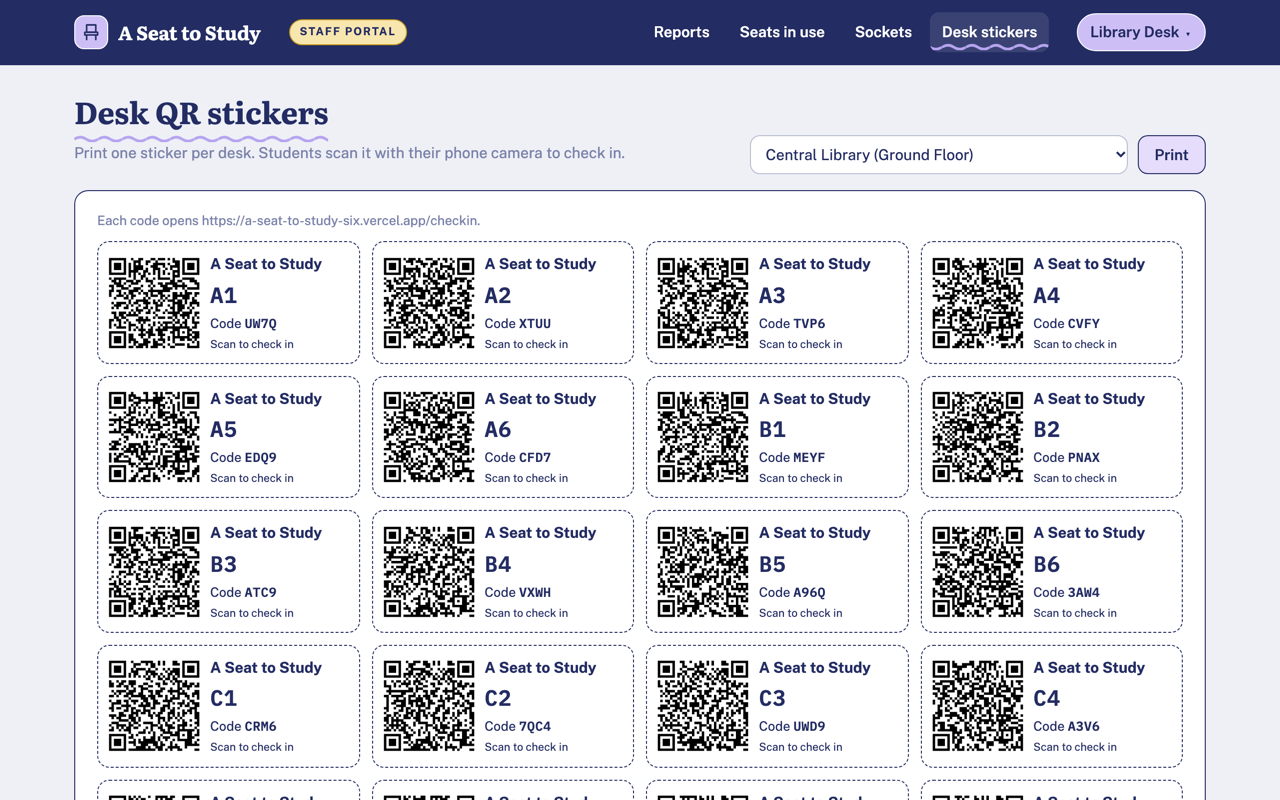 A Seat to Study
STAFF PORTAL
Reports
Seats in use
Sockets
Desk stickers
Library Desk
Desk QR stickers
Print one sticker per desk. Students scan it with their phone camera to check in.
Central Library (Ground Floor)
Print
Each code opens https://a-seat-to-study-six.vercel.app/checkin.
A Seat to Study
A1
Code UW7Q
Scan to check in
A Seat to Study
A2
Code XTUU
Scan to check in
A Seat to Study
A3
Code TVP6
Scan to check in
A Seat to Study
A4
Code CVFY
Scan to check in
A Seat to Study
A5
Code EDQ9
Scan to check in
A Seat to Study
A6
Code CFD7
Scan to check in
A Seat to Study
B1
Code MEYF
Scan to check in
A Seat to Study
B2
Code PNAX
Scan to check in
A Seat to Study
B3
Code ATC9
Scan to check in
A Seat to Study
B4
Code VXWH
Scan to check in
A Seat to Study
B5
Code A96Q
Scan to check in
A Seat to Study
B6
Code 3AW4
Scan to check in
A Seat to Study
C1
Code CRM6
Scan to check in
A Seat to Study
C2
Code 7QC4
Scan to check in
A Seat to Study
C3
Code UWD9
Scan to check in
A Seat to Study
C4
Code A3V6
Scan to check in